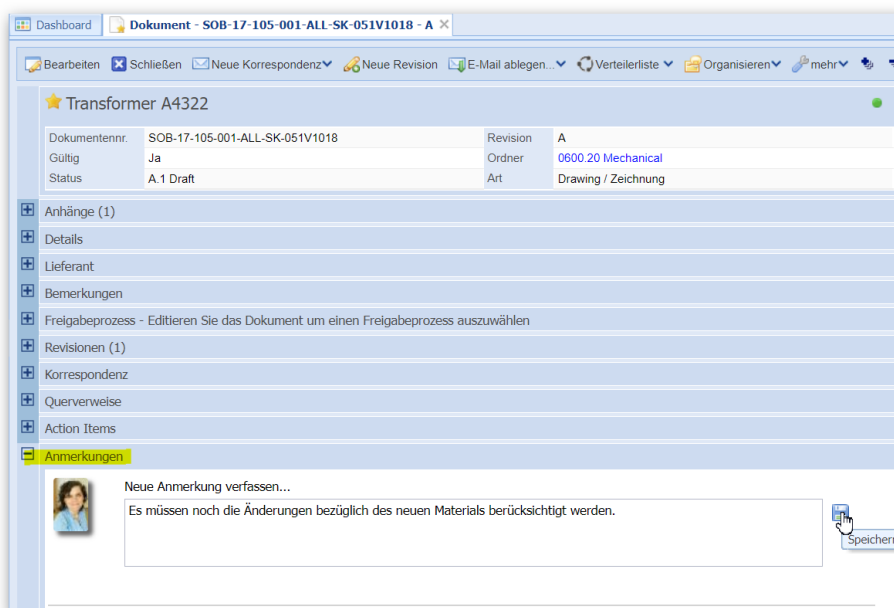 Dashboard Dokument - SOB-17-105-001-ALL-SK-051V1018 - A
Bearbeiten Schließen Neue Korrespondenz Neue Revision E-Mail ablegen... Verteilerliste Organisieren mehr
Transformer A4322
Dokumentennr. SOB-17-105-001-ALL-SK-051V1018 Revision A
Gültig Ja Ordner 0600.20 Mechanical
Status A.1 Draft Art Drawing / Zeichnung
Anhänge (1)
Details
Lieferant
Bemerkungen
Freigabeprozess - Editieren Sie das Dokument um einen Freigabeprozess auszuwählen
Revisionen (1)
Korrespondenz
Querverweise
Action Items
Anmerkungen
Neue Anmerkung verfassen...
Es müssen noch die Änderungen bezüglich des neuen Materials berücksichtigt werden.
Speichern